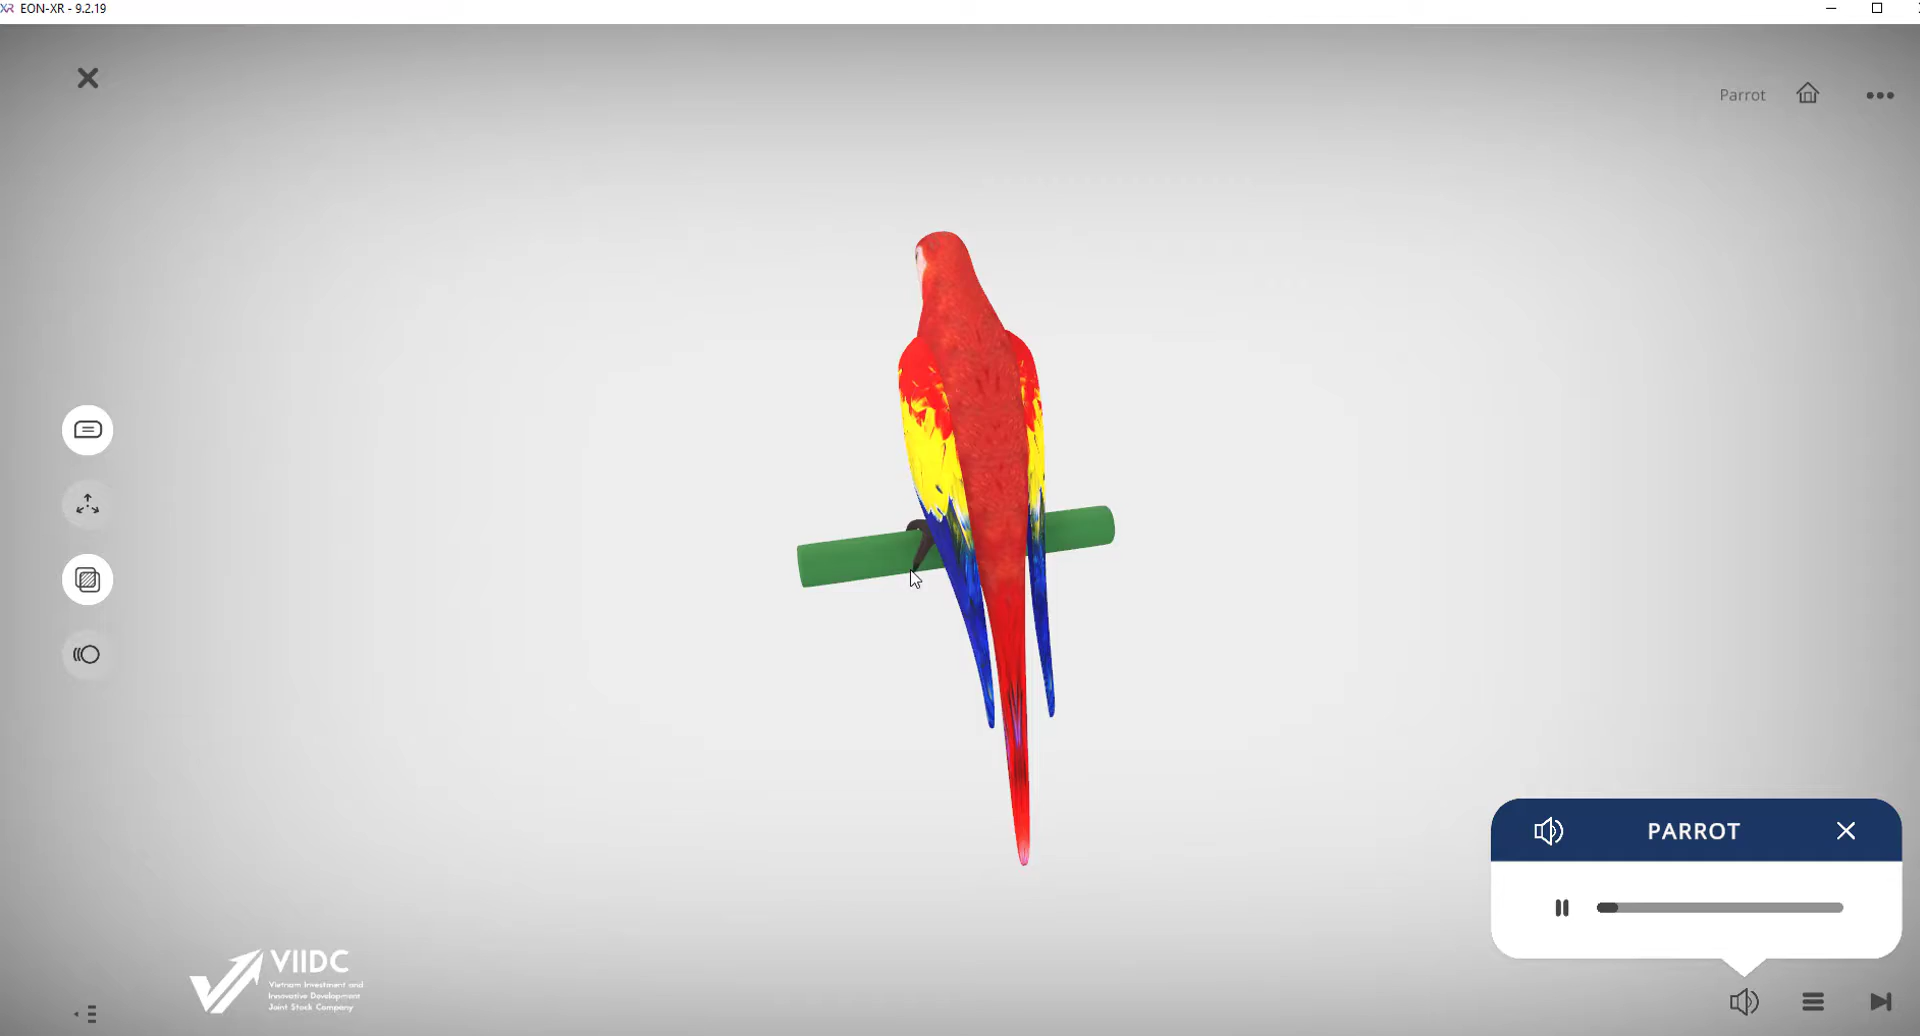 EON-XR - 9.2.19
Parrot
PARROT
VIIDC
Vietnam Investment and
Innovative Development
Joint Stock Company